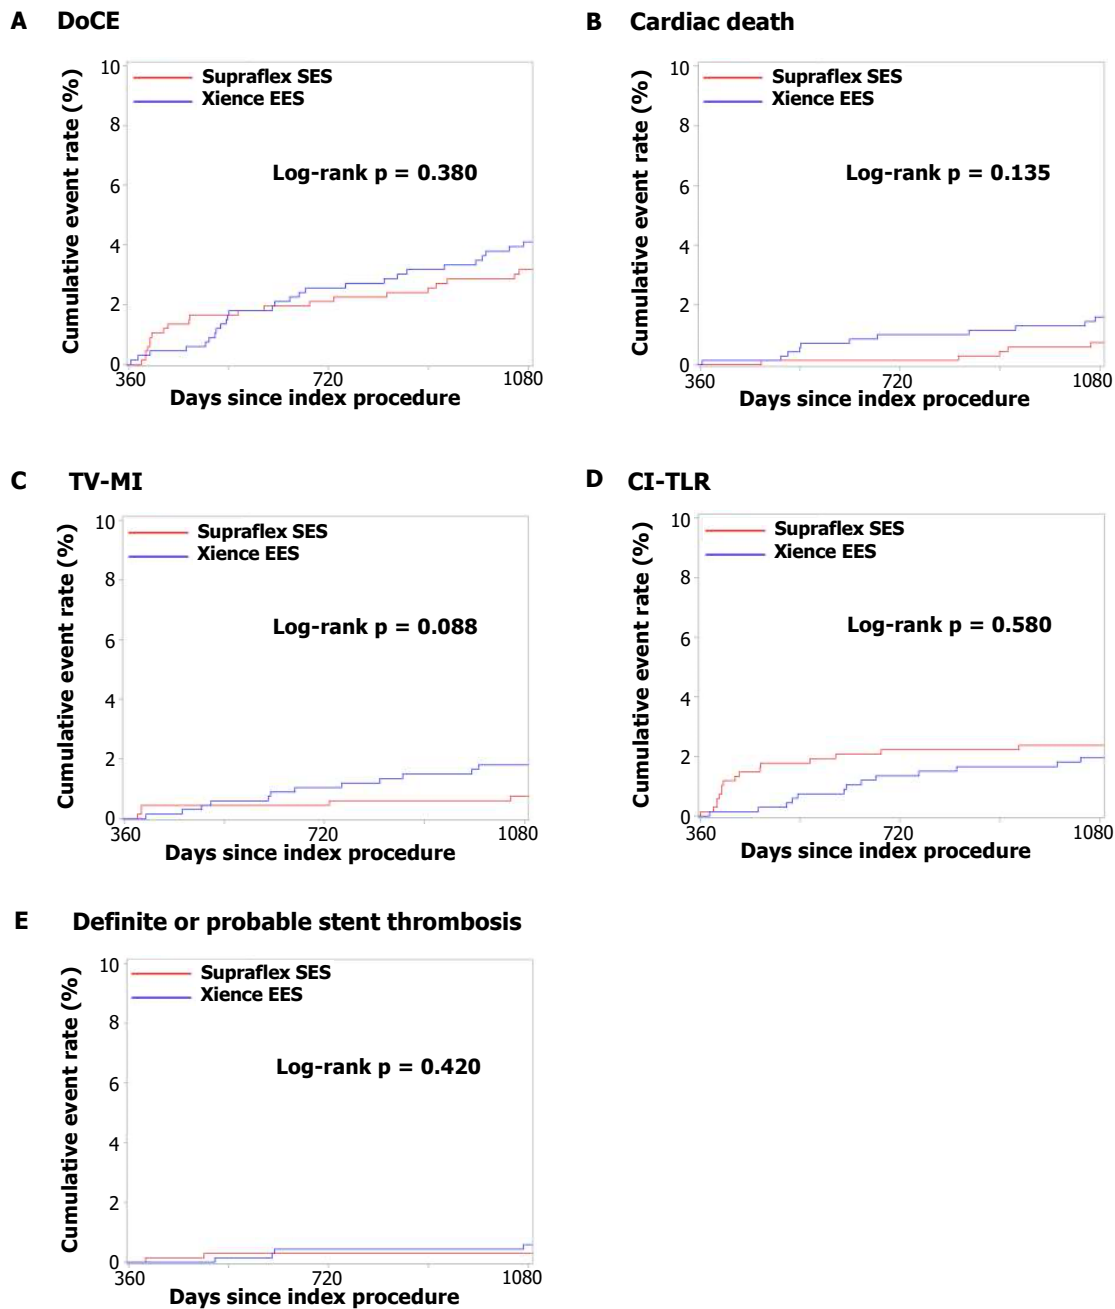 A DoCE
Cumulative event rate (%)
10
8
6
4
2
0
Supraflex SES
Xience EES
Log-rank p = 0.380
360 720 1080
Days since index procedure
B Cardiac death
Cumulative event rate (%)
10
8
6
4
2
0
Supraflex SES
Xience EES
Log-rank p = 0.135
360 720 1080
Days since index procedure
C TV-MI
Cumulative event rate (%)
10
8
6
4
2
0
Supraflex SES
Xience EES
Log-rank p = 0.088
360 720 1080
Days since index procedure
D CI-TLR
Cumulative event rate (%)
10
8
6
4
2
0
Supraflex SES
Xience EES
Log-rank p = 0.580
360 720 1080
Days since index procedure
E Definite or probable stent thrombosis
Cumulative event rate (%)
10
8
6
4
2
0
Supraflex SES
Xience EES
Log-rank p = 0.420
360 720 1080
Days since index procedure